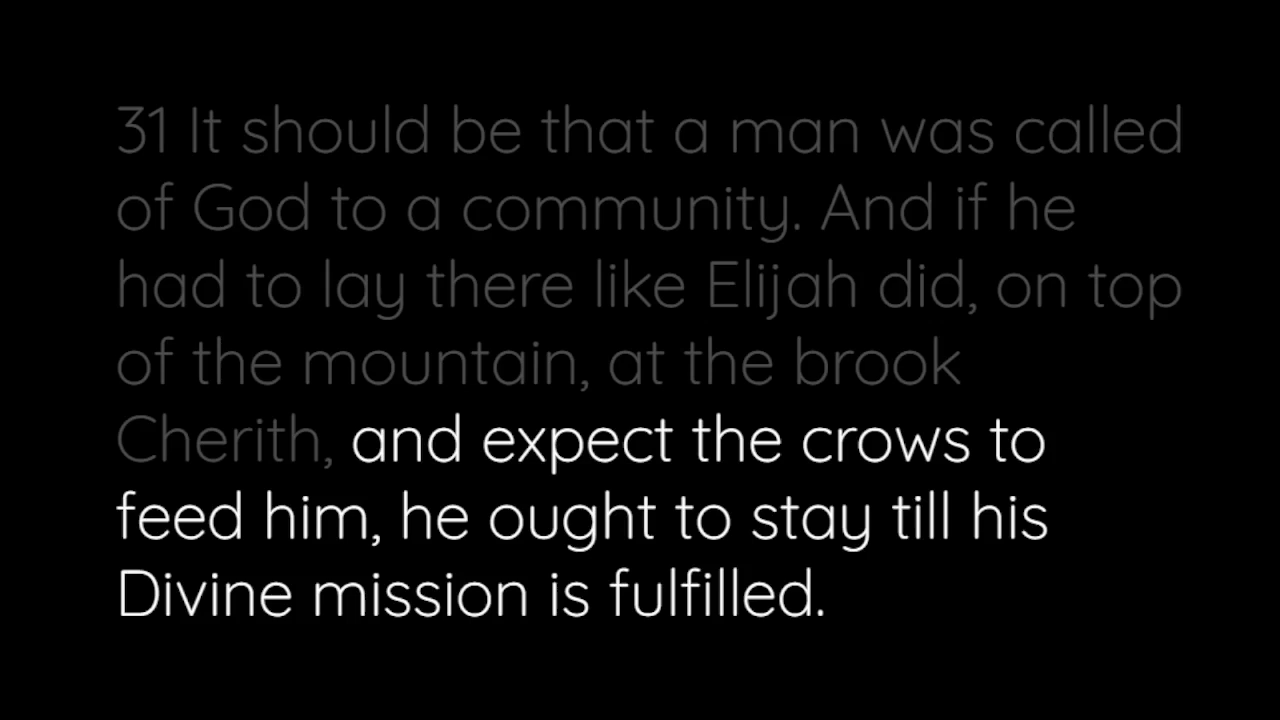 31 It should be that a man was called
of God to a community. And if he
had to lay there like Elijah did, on top
of the mountain, at the brook
Cherith, and expect the crows to
feed him, he ought to stay till his
Divine mission is fulfilled.